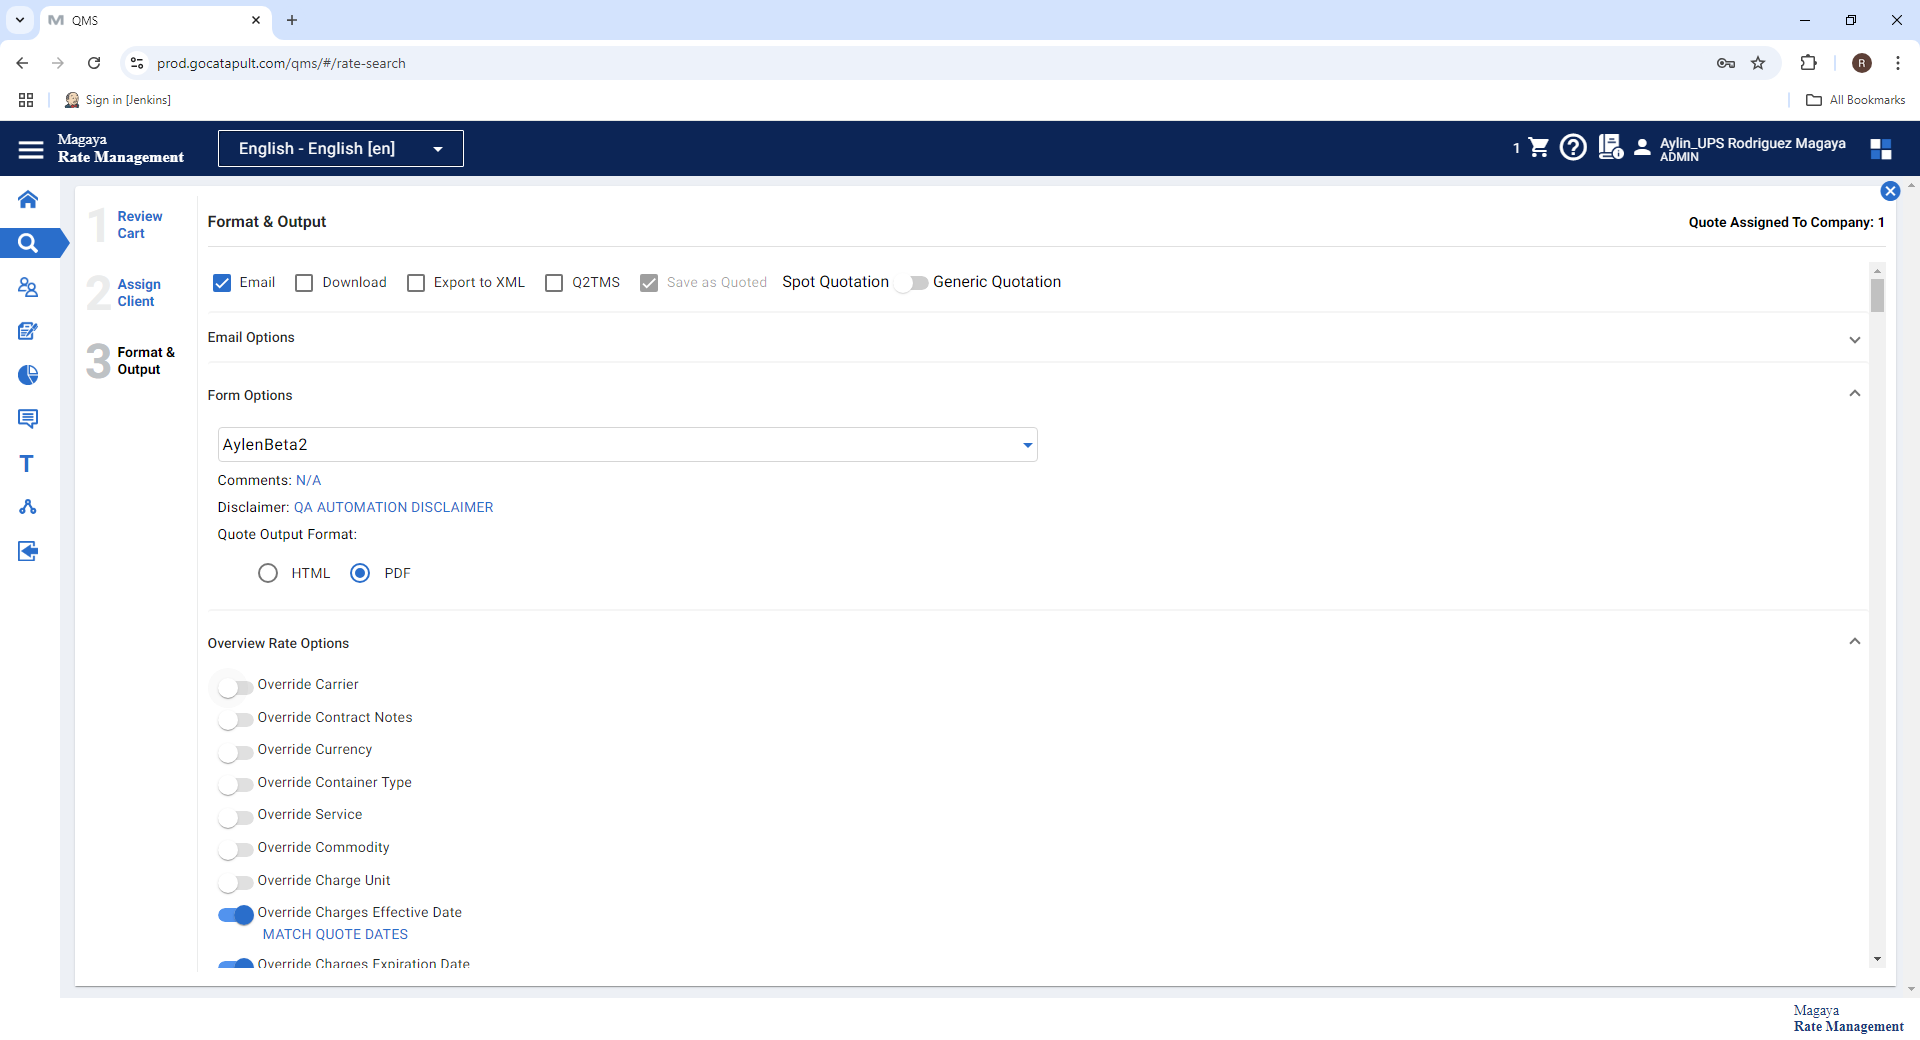 QMS
prod.gocatapult.com/qms/#/rate-search
R
Sign in [Jenkins]
All Bookmarks
Magaya
Rate Management
English - English [en]
1
Aylin_UPS Rodriguez Magaya
ADMIN
1 Review Cart
2 Assign Client
3 Format & Output
Format & Output
Quote Assigned To Company: 1
Email
Download
Export to XML
Q2TMS
Save as Quoted
Spot Quotation
Generic Quotation
Email Options
Form Options
AylenBeta2
Comments: N/A
Disclaimer: QA AUTOMATION DISCLAIMER
Quote Output Format:
HTML
PDF
Overview Rate Options
Override Carrier
Override Contract Notes
Override Currency
Override Container Type
Override Service
Override Commodity
Override Charge Unit
Override Charges Effective Date
MATCH QUOTE DATES
Override Charges Expiration Date
T
Magaya
Rate Management